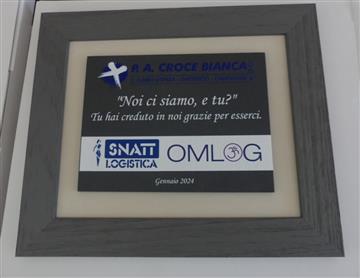 P. A. CROCE BIANCA
"Noi ci siamo, e tu?"
Tu hai creduto in noi grazie per esserci.
SNATT
LOGISTICA
OMLOG
Gennaio 2024